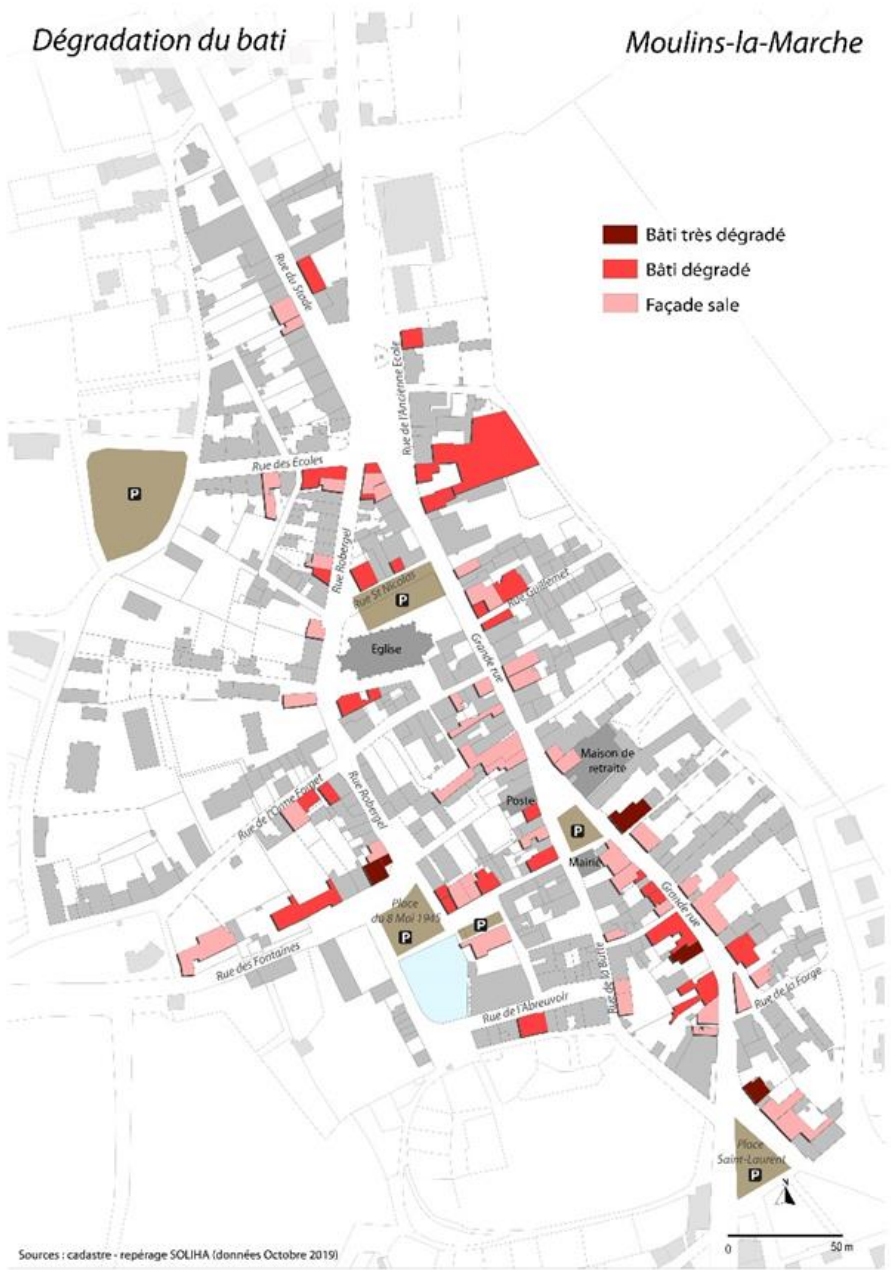 Dégradation du bati
Moulins-la-Marche
Bâti très dégradé
Bâti dégradé
Façade sale
Rue du Stade
Rue de l'Ancienne Ecole
Rue des Écoles
P
Rue Robergel
Rue St Nicolas
P
Rue Guillemet
Eglise
Grande rue
Maison de
retraite
Rue de l'Orme Forget
Rue Robergel
Poste
P
Mairie
Grande rue
Place
du 8 Mai 1945
P
P
Rue des Fontaines
Rue de la Butte
Rue de la Forge
Rue de l'Abreuvoir
Place
Saint-Laurent
P
N
0
50 m
Sources : cadastre - repérage SOLIHA (données Octobre 2019)